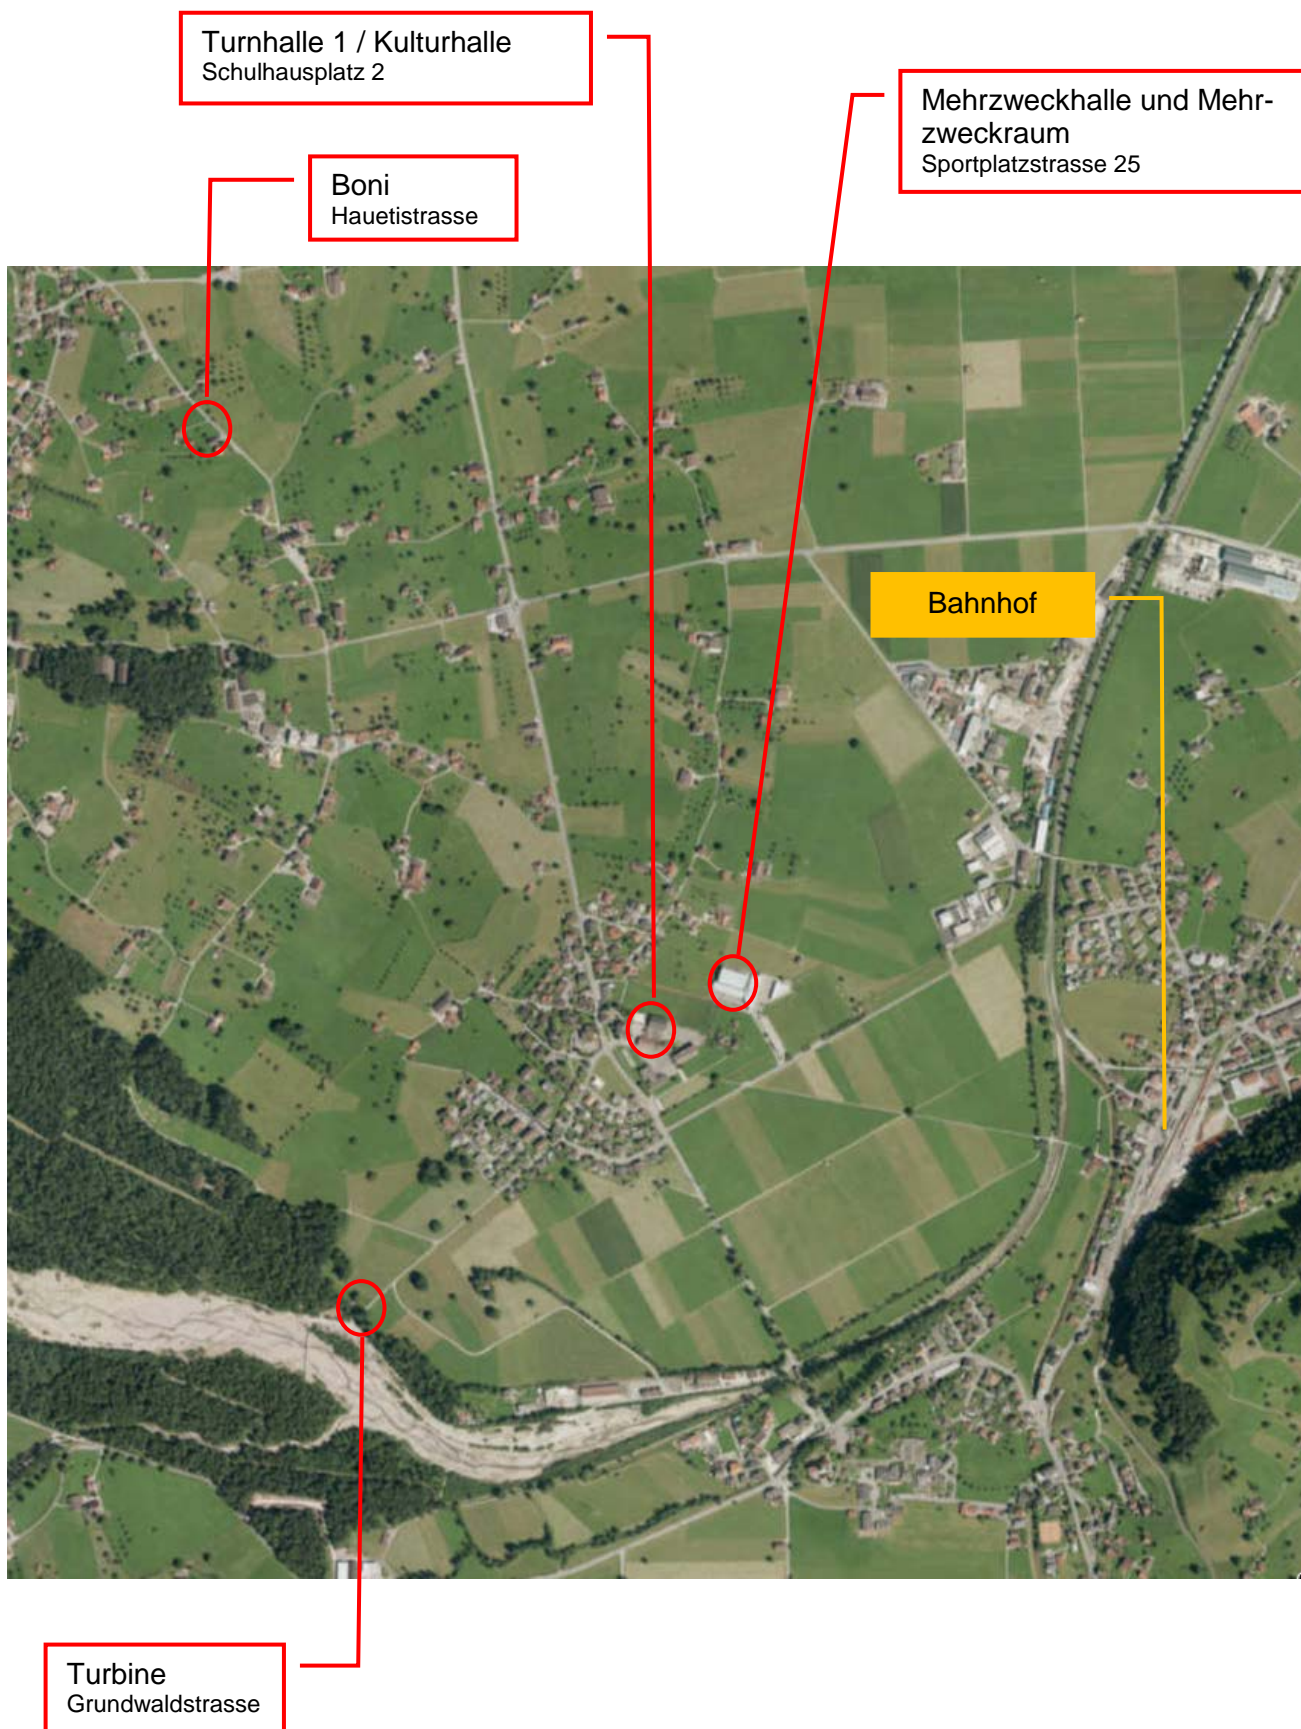 Turnhalle 1 / Kulturhalle
Schulhausplatz 2
Mehrzweckhalle und Mehr-
zweckraum
Sportplatzstrasse 25
Boni
Hauetistrasse
Bahnhof
Turbine
Grundwaldstrasse